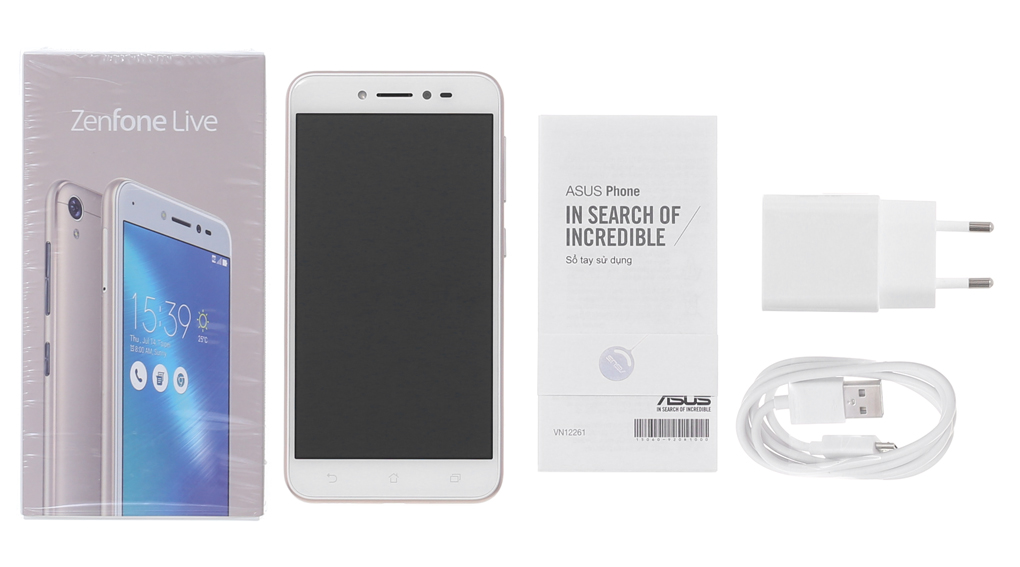 Zenfone Live
15:39
25°C
ASUS Phone
IN SEARCH OF
INCREDIBLE
Sổ tay sử dụng
ASUS
IN SEARCH OF INCREDIBLE
VN12261